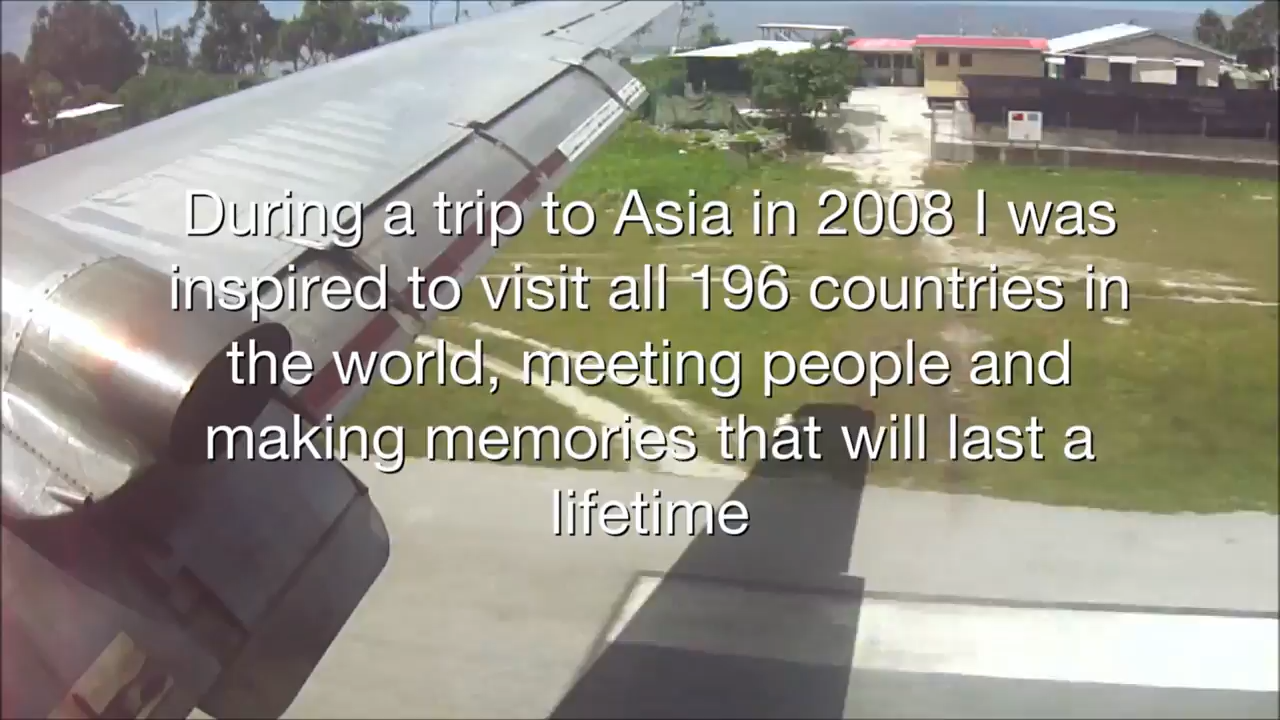 During a trip to Asia in 2008 I was
inspired to visit all 196 countries in
the world, meeting people and
making memories that will last a
lifetime